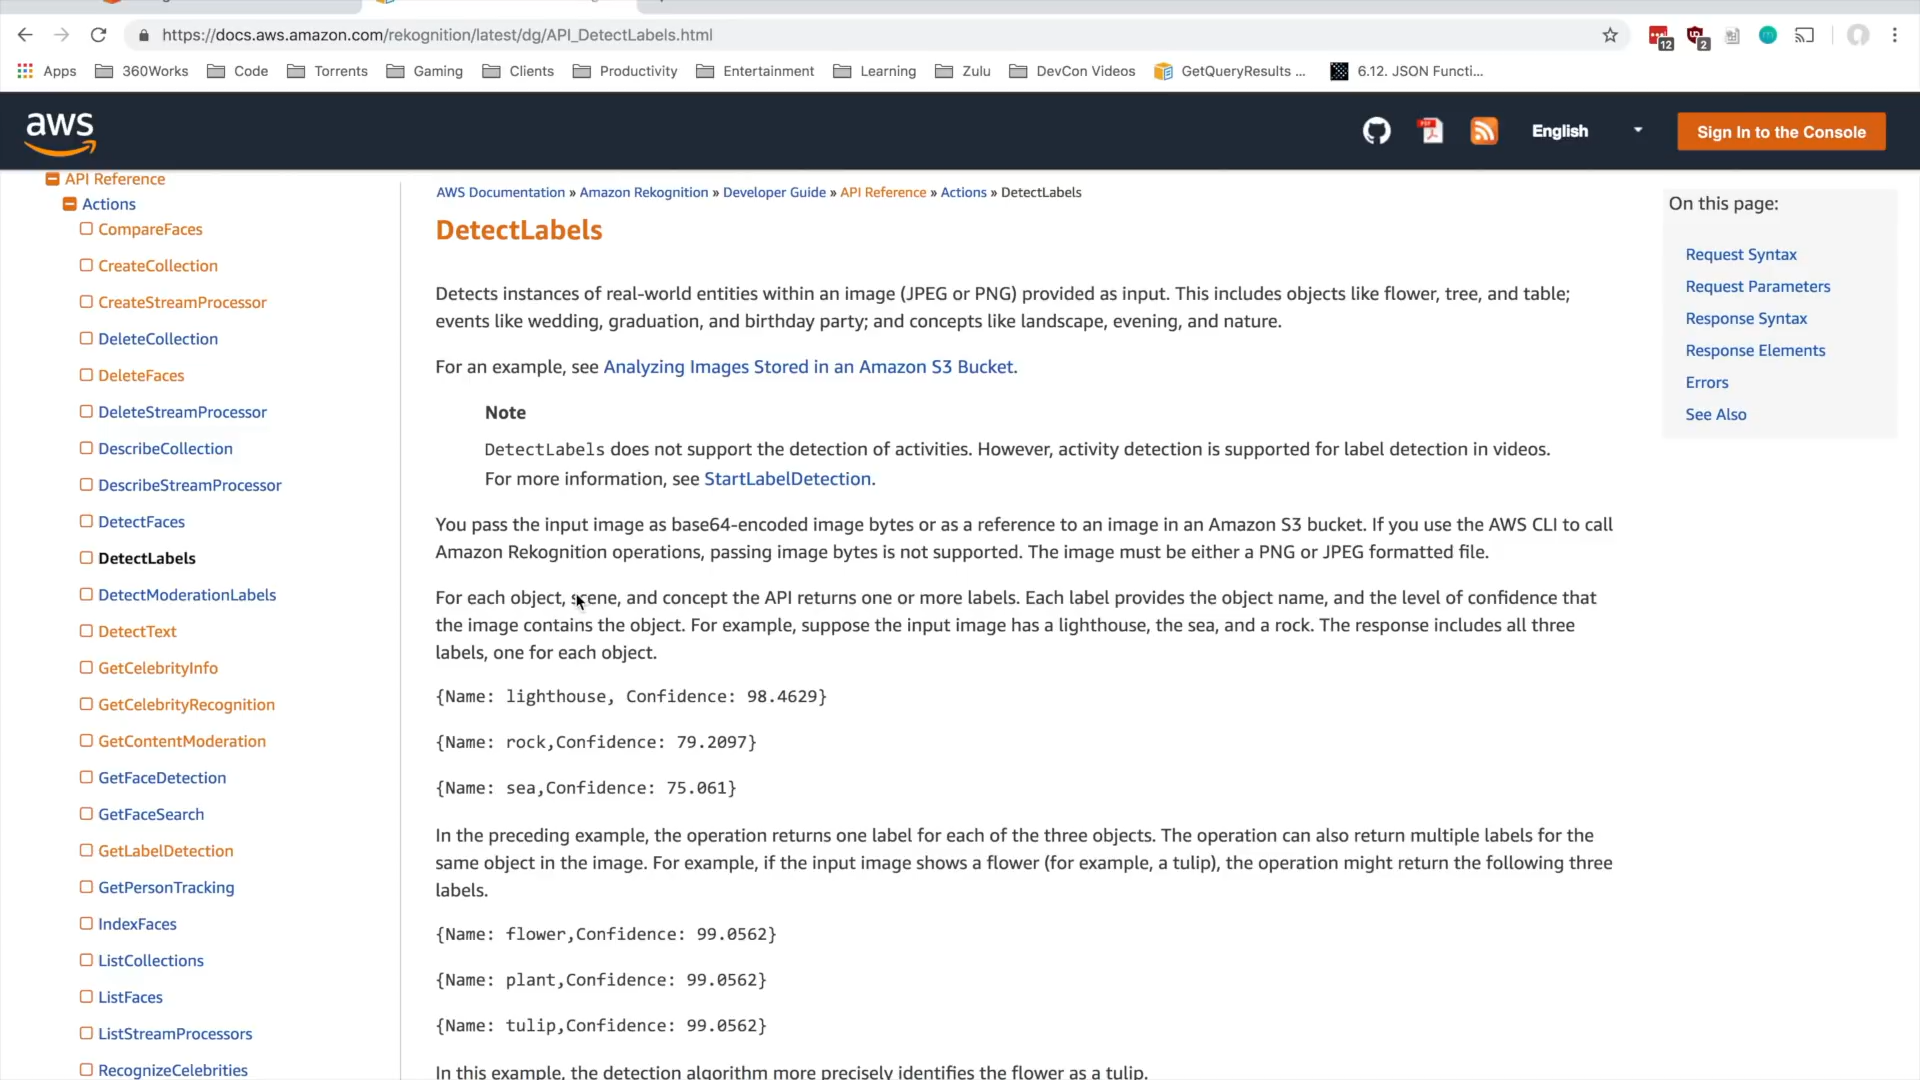 https://docs.aws.amazon.com/rekognition/latest/dg/API_DetectLabels.html
12
2
Apps
360Works
Code
Torrents
Gaming
Clients
Productivity
Entertainment
Learning
Zulu
DevCon Videos
GetQueryResults ...
6.12. JSON Functi...
aws
PDF
English
Sign In to the Console
API Reference
Actions
CompareFaces
CreateCollection
CreateStreamProcessor
DeleteCollection
DeleteFaces
DeleteStreamProcessor
DescribeCollection
DescribeStreamProcessor
DetectFaces
DetectLabels
DetectModerationLabels
DetectText
GetCelebrityInfo
GetCelebrityRecognition
GetContentModeration
GetFaceDetection
GetFaceSearch
GetLabelDetection
GetPersonTracking
IndexFaces
ListCollections
ListFaces
ListStreamProcessors
RecognizeCelebrities
AWS Documentation » Amazon Rekognition » Developer Guide » API Reference » Actions » DetectLabels
DetectLabels
Detects instances of real-world entities within an image (JPEG or PNG) provided as input. This includes objects like flower, tree, and table;
events like wedding, graduation, and birthday party; and concepts like landscape, evening, and nature.
For an example, see Analyzing Images Stored in an Amazon S3 Bucket.
Note
DetectLabels does not support the detection of activities. However, activity detection is supported for label detection in videos.
For more information, see StartLabelDetection.
You pass the input image as base64-encoded image bytes or as a reference to an image in an Amazon S3 bucket. If you use the AWS CLI to call
Amazon Rekognition operations, passing image bytes is not supported. The image must be either a PNG or JPEG formatted file.
For each object, scene, and concept the API returns one or more labels. Each label provides the object name, and the level of confidence that
the image contains the object. For example, suppose the input image has a lighthouse, the sea, and a rock. The response includes all three
labels, one for each object.
{Name: lighthouse, Confidence: 98.4629}
{Name: rock,Confidence: 79.2097}
{Name: sea,Confidence: 75.061}
In the preceding example, the operation returns one label for each of the three objects. The operation can also return multiple labels for the
same object in the image. For example, if the input image shows a flower (for example, a tulip), the operation might return the following three
labels.
{Name: flower,Confidence: 99.0562}
{Name: plant,Confidence: 99.0562}
{Name: tulip,Confidence: 99.0562}
In this example, the detection algorithm more precisely identifies the flower as a tulip.
On this page:
Request Syntax
Request Parameters
Response Syntax
Response Elements
Errors
See Also